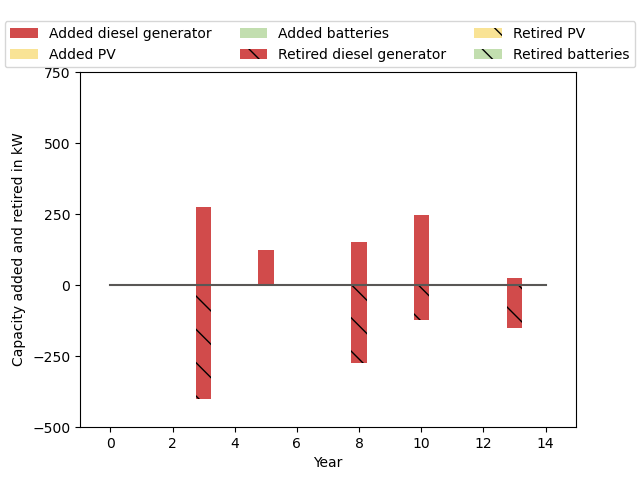 Added diesel generator
Added PV
Added batteries
Retired diesel generator
Retired PV
Retired batteries
750
500
250
0
−250
−500
Capacity added and retired in kW
0 2 4 6 8 10 12 14
Year